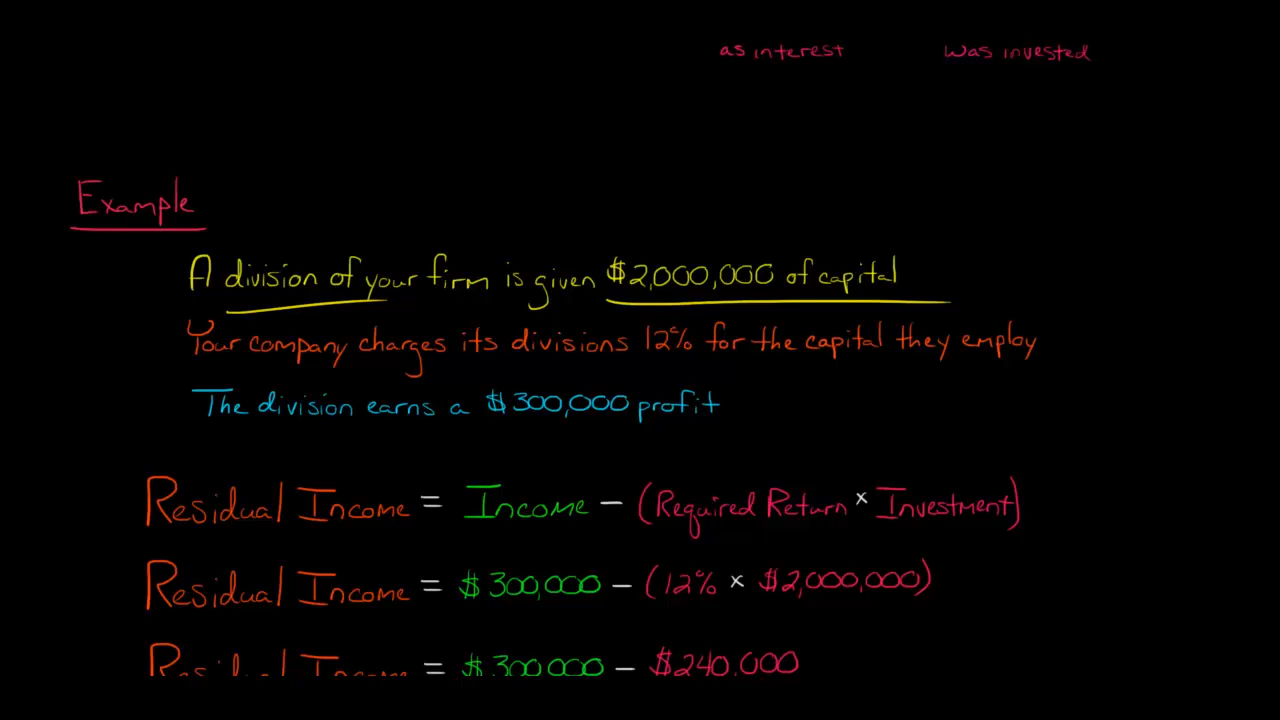 as interest was invested
Example
A division of your firm is given $2,000,000 of capital
Your company charges its divisions 12% for the capital they employ
The division earns a $300,000 profit
Residual Income = Income - (Required Return × Investment)
Residual Income = $300,000 - (12% × $2,000,000)
Residual Income = $300,000 - $240,000